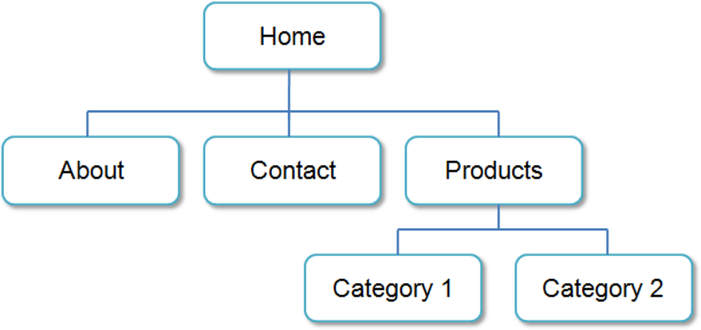 Home
About
Contact
Products
Category 1
Category 2